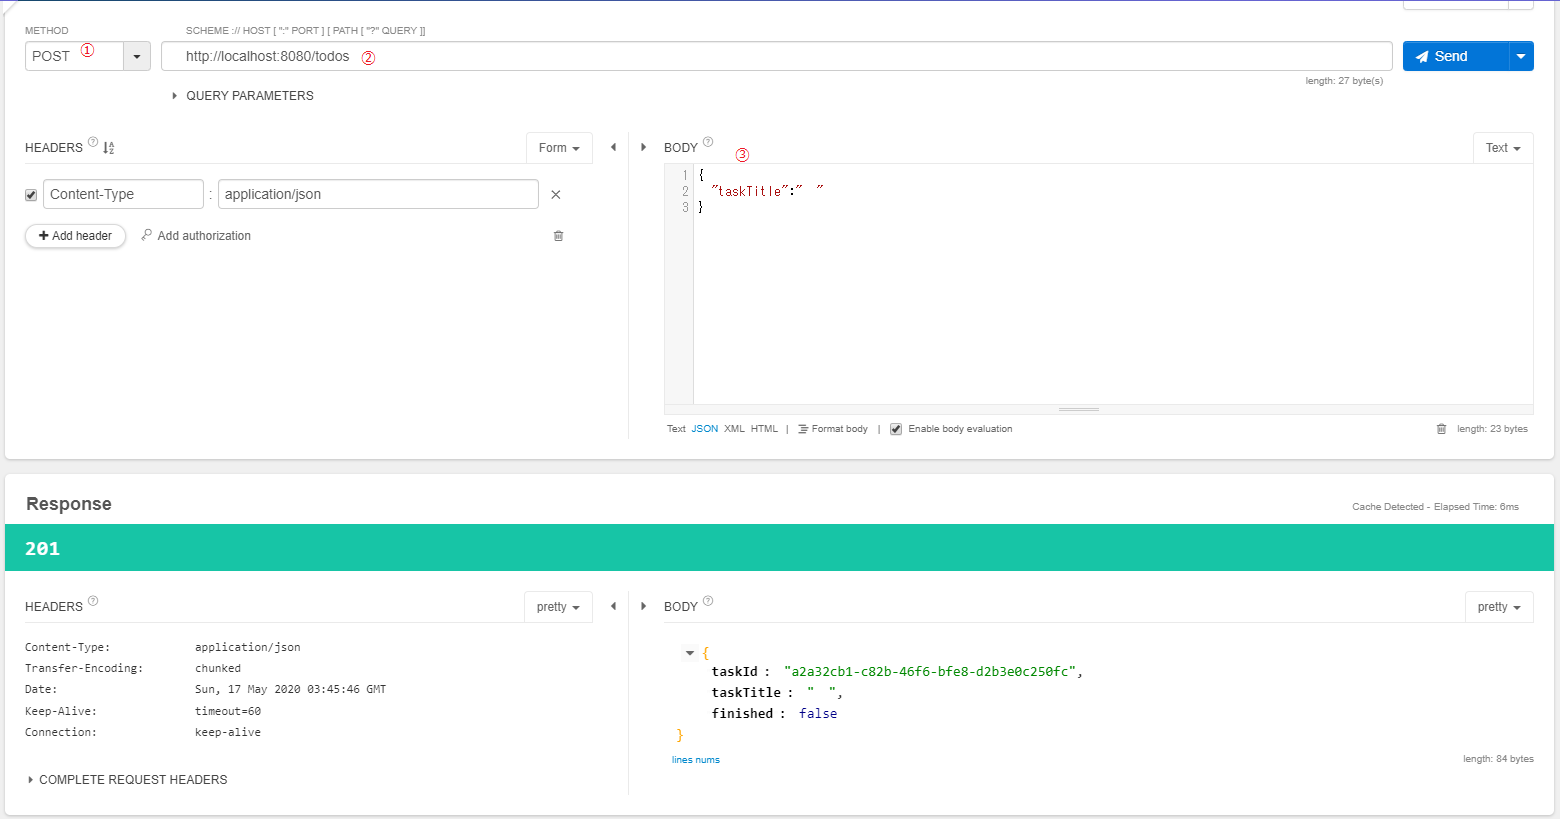 METHOD
SCHEME :// HOST [ ":" PORT ] [ PATH [ "?" QUERY ]]
POST ①
http://localhost:8080/todos ②
Send
length: 27 byte(s)
QUERY PARAMETERS
HEADERS ?
Form
BODY ?
③
Text
Content-Type : application/json
Add header
Add authorization
1 {
2 "taskTitle":"  "
3 }
Text JSON XML HTML | Format body | Enable body evaluation
length: 23 bytes
Response
Cache Detected - Elapsed Time: 6ms
201
HEADERS ?
pretty
BODY ?
pretty
Content-Type: application/json
Transfer-Encoding: chunked
Date: Sun, 17 May 2020 03:45:46 GMT
Keep-Alive: timeout=60
Connection: keep-alive
COMPLETE REQUEST HEADERS
{
taskId : "a2a32cb1-c82b-46f6-bfe8-d2b3e0c250fc",
taskTitle : "  ",
finished : false
}
lines nums
length: 84 bytes